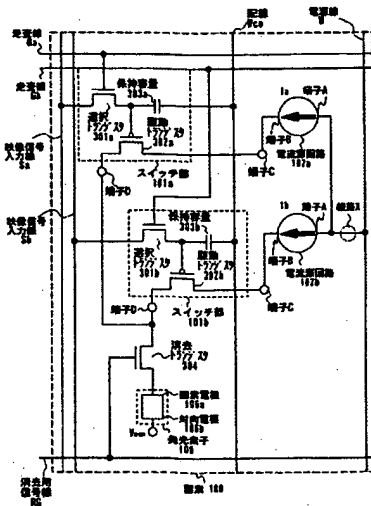 走査線
Ga
走査線
Gb
配線
Wco
電源線
W
保持容量
303a
選択
トランジスタ
301a
駆動
トランジスタ
302a
スイッチ部
101a
端子D
Ia
端子A
端子B
電流源回路
102a
端子C
映像信号
入力線
Sa
映像信号
入力線
Sb
保持容量
303b
選択
トランジスタ
301b
駆動
トランジスタ
302b
スイッチ部
101b
端子D
Ib
端子A
経路X
端子B
電流源回路
102b
端子C
消去
トランジスタ
304
画素電極
106a
対向電極
106b
発光素子
106
消去用
信号線
RG
画素 100